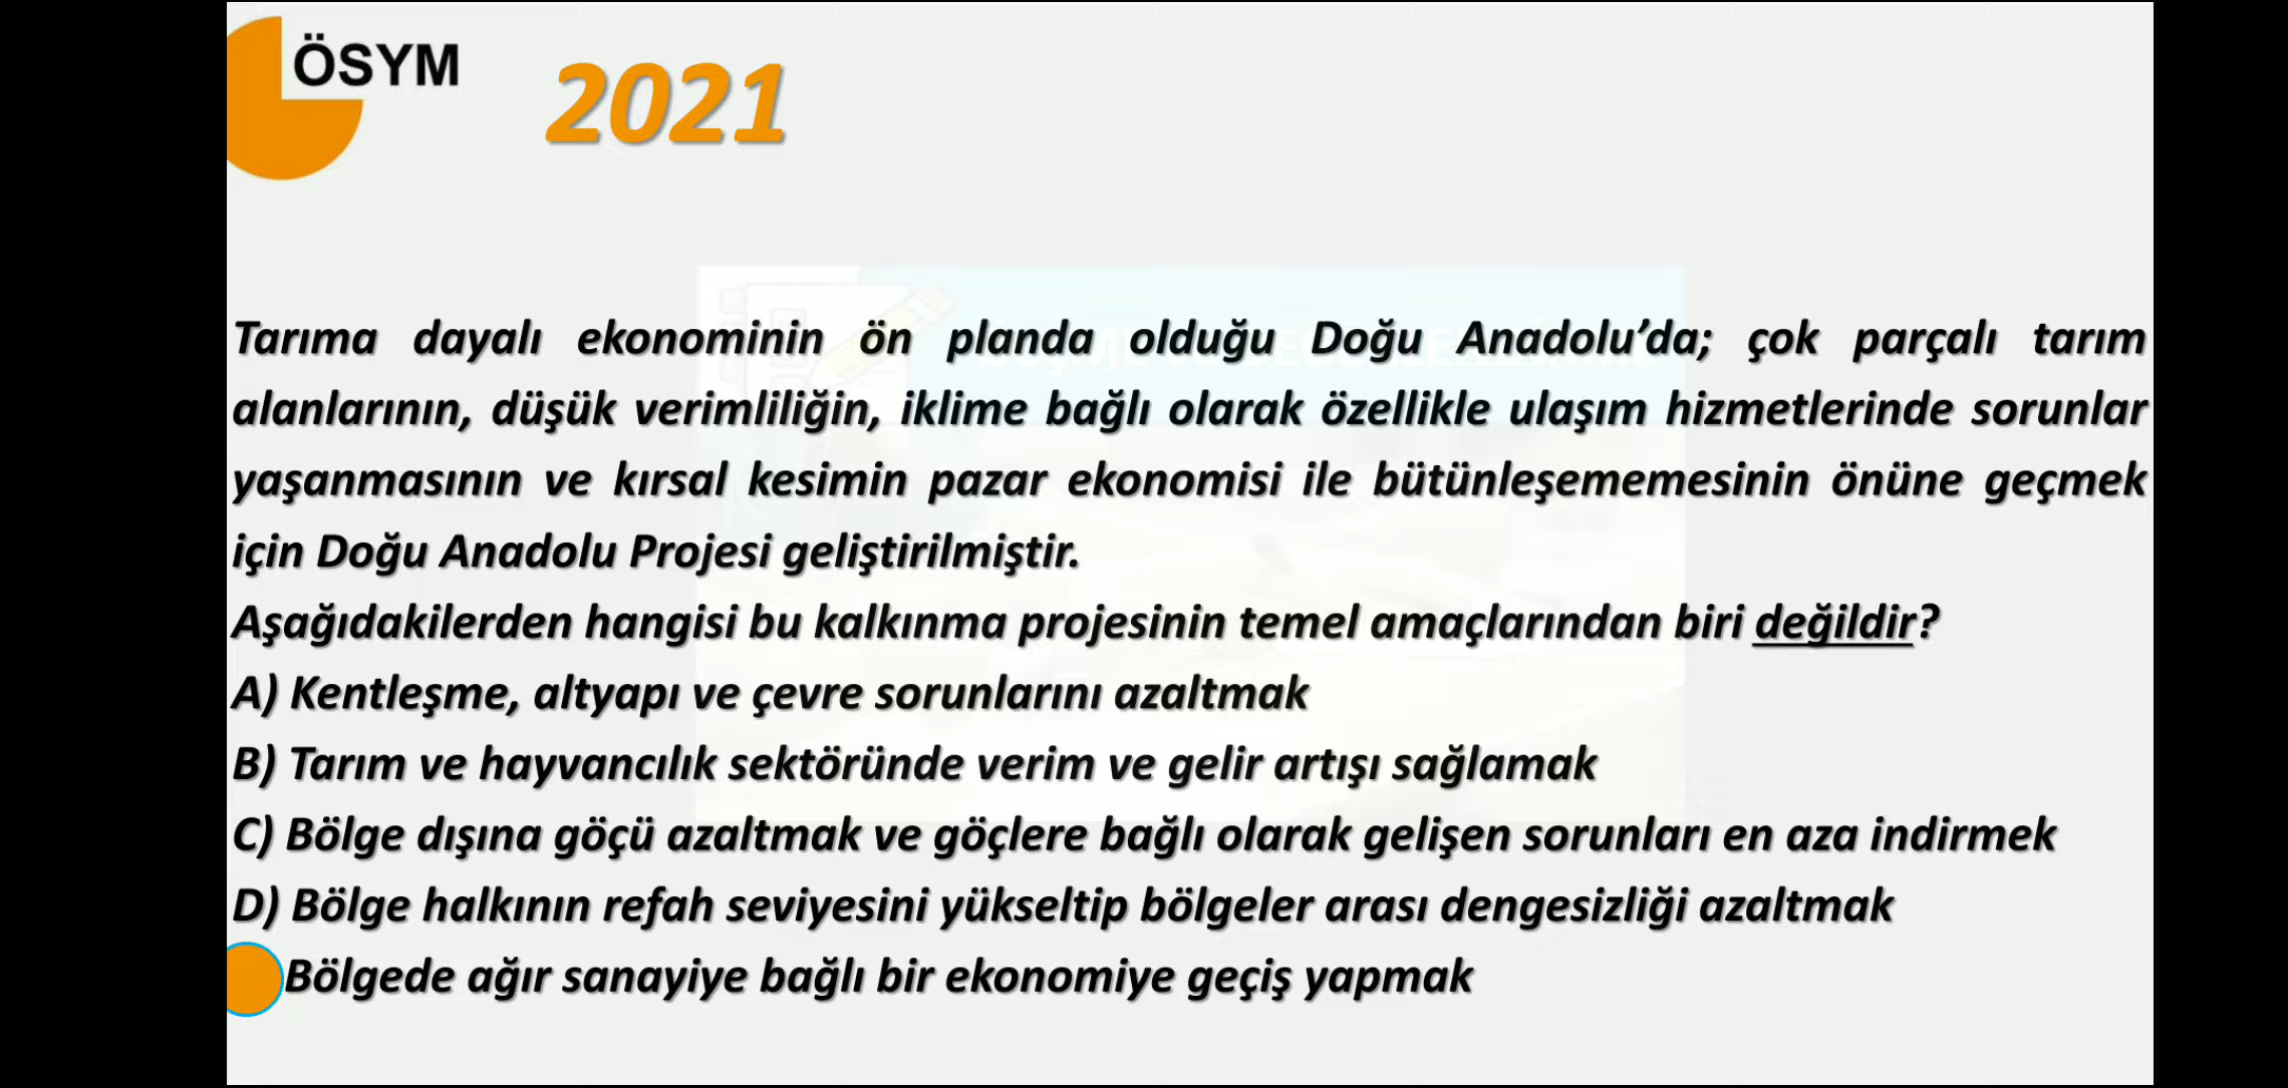 ÖSYM
2021
Tarıma dayalı ekonominin ön planda olduğu Doğu Anadolu’da; çok parçalı tarım
alanlarının, düşük verimliliğin, iklime bağlı olarak özellikle ulaşım hizmetlerinde sorunlar
yaşanmasının ve kırsal kesimin pazar ekonomisi ile bütünleşememesinin önüne geçmek
için Doğu Anadolu Projesi geliştirilmiştir.
Aşağıdakilerden hangisi bu kalkınma projesinin temel amaçlarından biri değildir?
A) Kentleşme, altyapı ve çevre sorunlarını azaltmak
B) Tarım ve hayvancılık sektöründe verim ve gelir artışı sağlamak
C) Bölge dışına göçü azaltmak ve göçlere bağlı olarak gelişen sorunları en aza indirmek
D) Bölge halkının refah seviyesini yükseltip bölgeler arası dengesizliği azaltmak
Bölgede ağır sanayiye bağlı bir ekonomiye geçiş yapmak